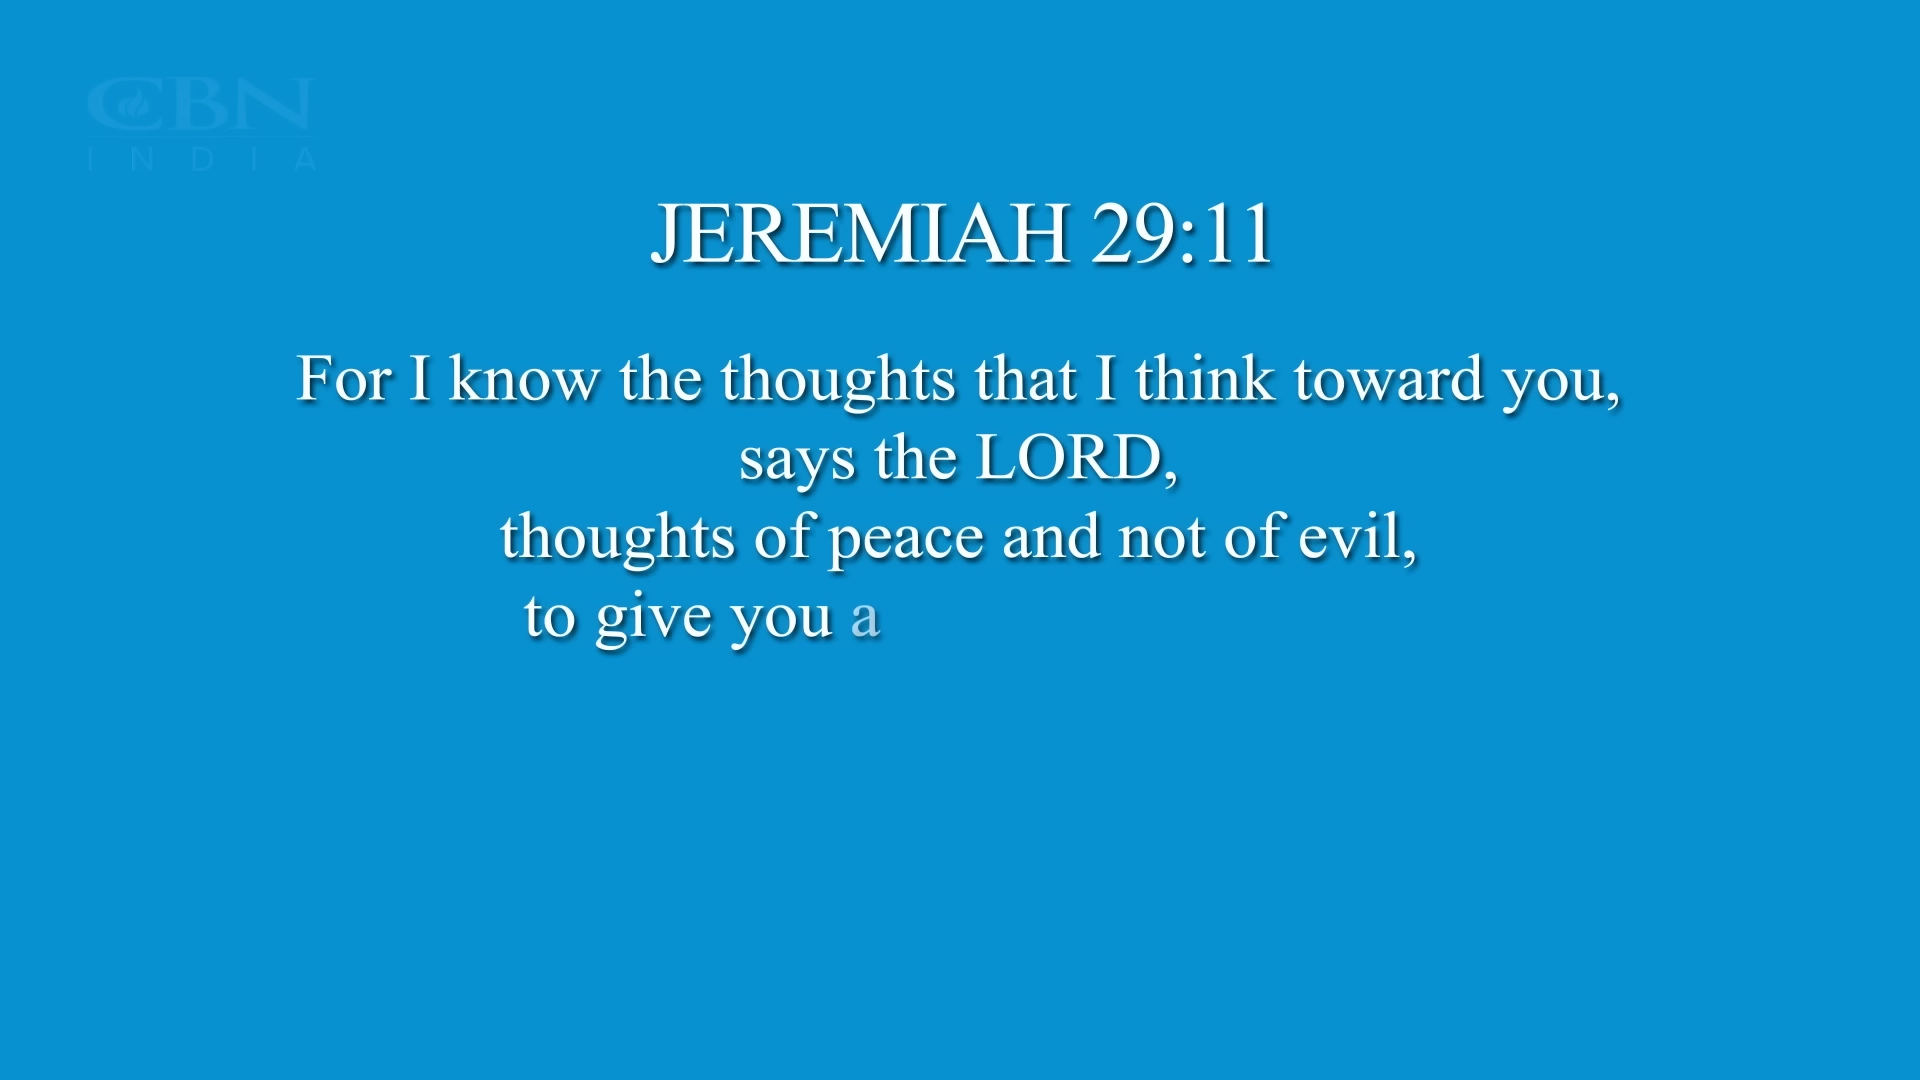 CBN
INDIA
JEREMIAH 29:11
For I know the thoughts that I think toward you,
says the LORD,
thoughts of peace and not of evil,
to give you a